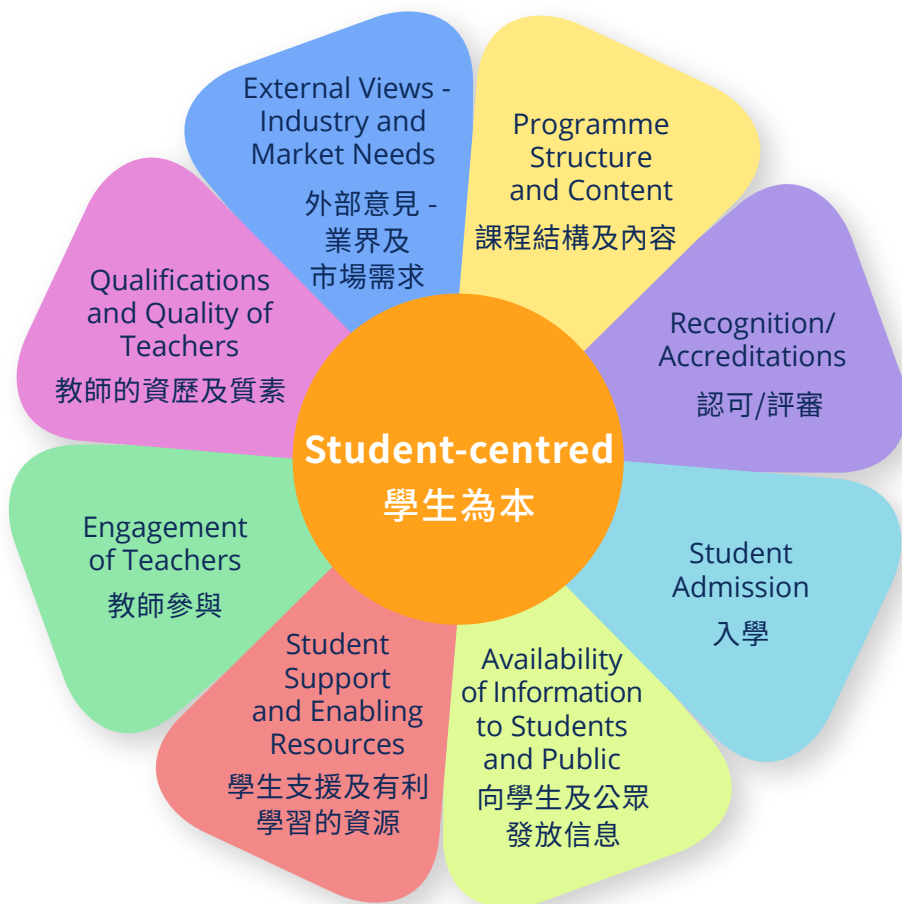 External Views -
Industry and
Market Needs
外部意見 -
業界及
市場需求
Programme
Structure
and Content
課程結構及內容
Recognition/
Accreditations
認可/評審
Student
Admission
入學
Availability
of Information
to Students
and Public
向學生及公眾
發放信息
Student
Support
and Enabling
Resources
學生支援及有利
學習的資源
Engagement
of Teachers
教師參與
Qualifications
and Quality of
Teachers
教師的資歷及質素
Student-centred
學生為本